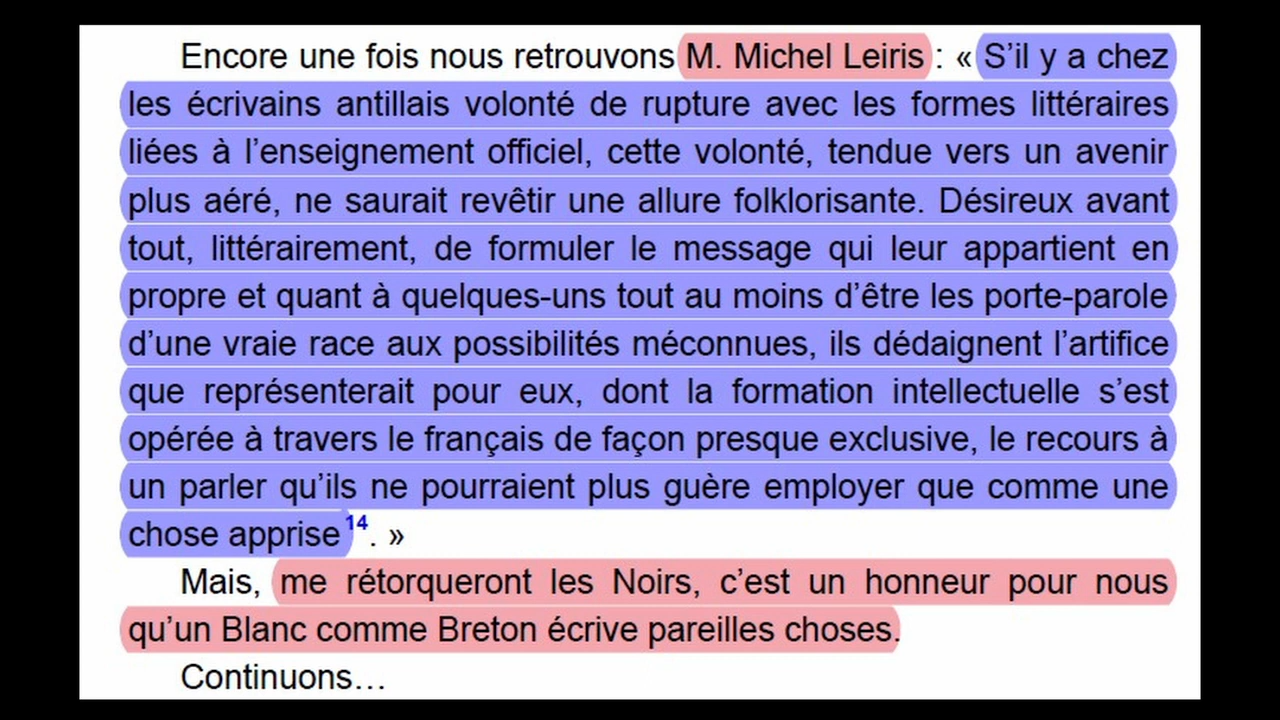 Encore une fois nous retrouvons M. Michel Leiris : « S’il y a chez
les écrivains antillais volonté de rupture avec les formes littéraires
liées à l’enseignement officiel, cette volonté, tendue vers un avenir
plus aéré, ne saurait revêtir une allure folklorisante. Désireux avant
tout, littérairement, de formuler le message qui leur appartient en
propre et quant à quelques-uns tout au moins d’être les porte-parole
d’une vraie race aux possibilités méconnues, ils dédaignent l’artifice
que représenterait pour eux, dont la formation intellectuelle s’est
opérée à travers le français de façon presque exclusive, le recours à
un parler qu’ils ne pourraient plus guère employer que comme une
chose apprise14. »
Mais, me rétorqueront les Noirs, c’est un honneur pour nous
qu’un Blanc comme Breton écrive pareilles choses.
Continuons…